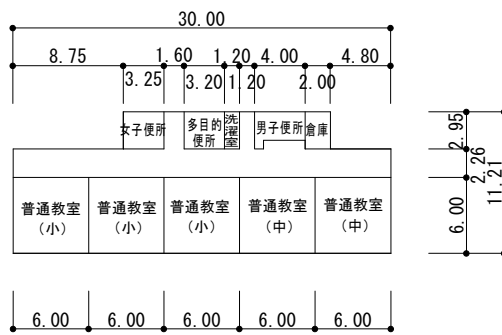 30.00
8.75 1.60 1.20 4.00 4.80
3.25 3.20 1.20 2.00
女子便所
多目的
便所
洗
濯
室
男子便所
倉庫
2.95
2.26
11.21
6.00
普通教室
(小)
普通教室
(小)
普通教室
(小)
普通教室
(中)
普通教室
(中)
6.00 6.00 6.00 6.00 6.00